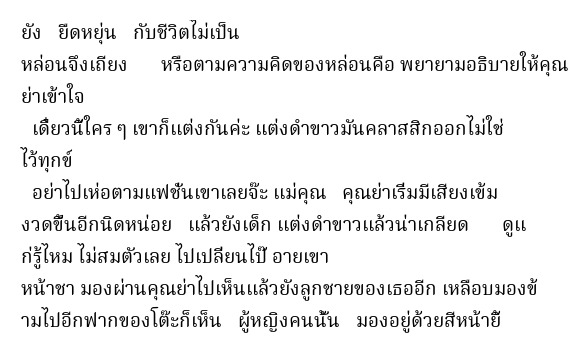 ยัง ยืดหยุ่น กับชีวิตไม่เป็น
หล่อนจึงเถียง หรือตามความคิดของหล่อนคือ พยายามอธิบายให้คุณ
ย่าเข้าใจ
เดี๋ยวนี้ใคร ๆ เขาก็แต่งกันค่ะ แต่งดำขาวมันคลาสสิกออกไม่ใช่
ไว้ทุกข์
อย่าไปเห่อตามแฟชั่นเขาเลยจ๊ะ แม่คุณ คุณย่าเริ่มมีเสียงเข้ม
งวดขึ้นอีกนิดหน่อย แล้วยังเด็ก แต่งดำขาวแล้วน่าเกลียด ดูแ
ก่รู้ไหม ไม่สมตัวเลย ไปเปลี่ยนไป๊ อายเขา
หน้าชา มองผ่านคุณย่าไปเห็นแล้วยังลูกชายของเธออีก เหลือบมองข้
ามไปอีกฟากของโต๊ะก็เห็น ผู้หญิงคนนั้น มองอยู่ด้วยสีหน้ายิ้